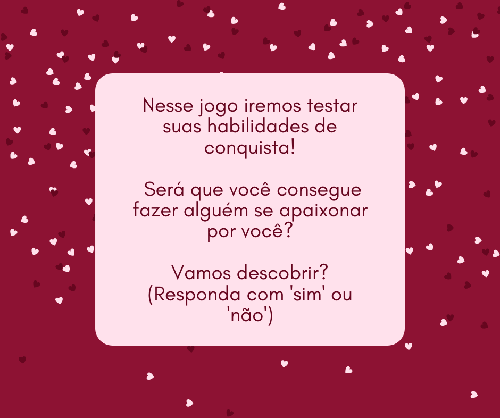 Nesse jogo iremos testar
suas habilidades de
conquista!
Será que você consegue
fazer alguém se apaixonar
por você?
Vamos descobrir?
(Responda com 'sim' ou
'não')